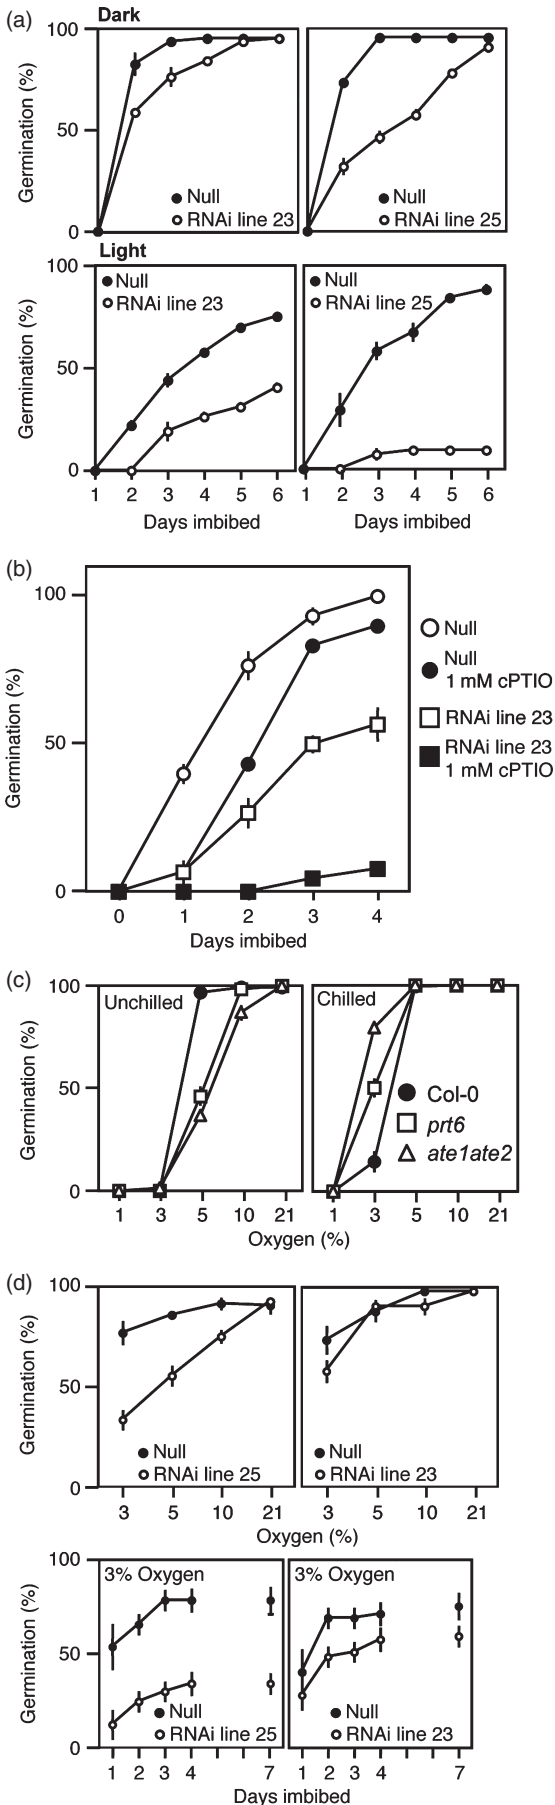 (a)
Dark
Germination (%)
100
50
0
Null
RNAi line 23
Null
RNAi line 25
Light
Germination (%)
100
50
0
Null
RNAi line 23
Null
RNAi line 25
1 2 3 4 5 6
1 2 3 4 5 6
Days imbibed
Days imbibed
(b)
Germination (%)
100
50
0
0 1 2 3 4
Days imbibed
Null
Null
1 mM cPTIO
RNAi line 23
RNAi line 23
1 mM cPTIO
(c)
Germination (%)
100
50
0
Unchilled
Chilled
Col-0
prt6
ate1ate2
1 3 5 10 21
1 3 5 10 21
Oxygen (%)
(d)
Germination (%)
100
50
0
Null
RNAi line 25
Null
RNAi line 23
3 5 10 21
3 5 10 21
Oxygen (%)
Germination (%)
100
50
0
3% Oxygen
3% Oxygen
Null
RNAi line 25
Null
RNAi line 23
1 2 3 4 7
1 2 3 4 7
Days imbibed